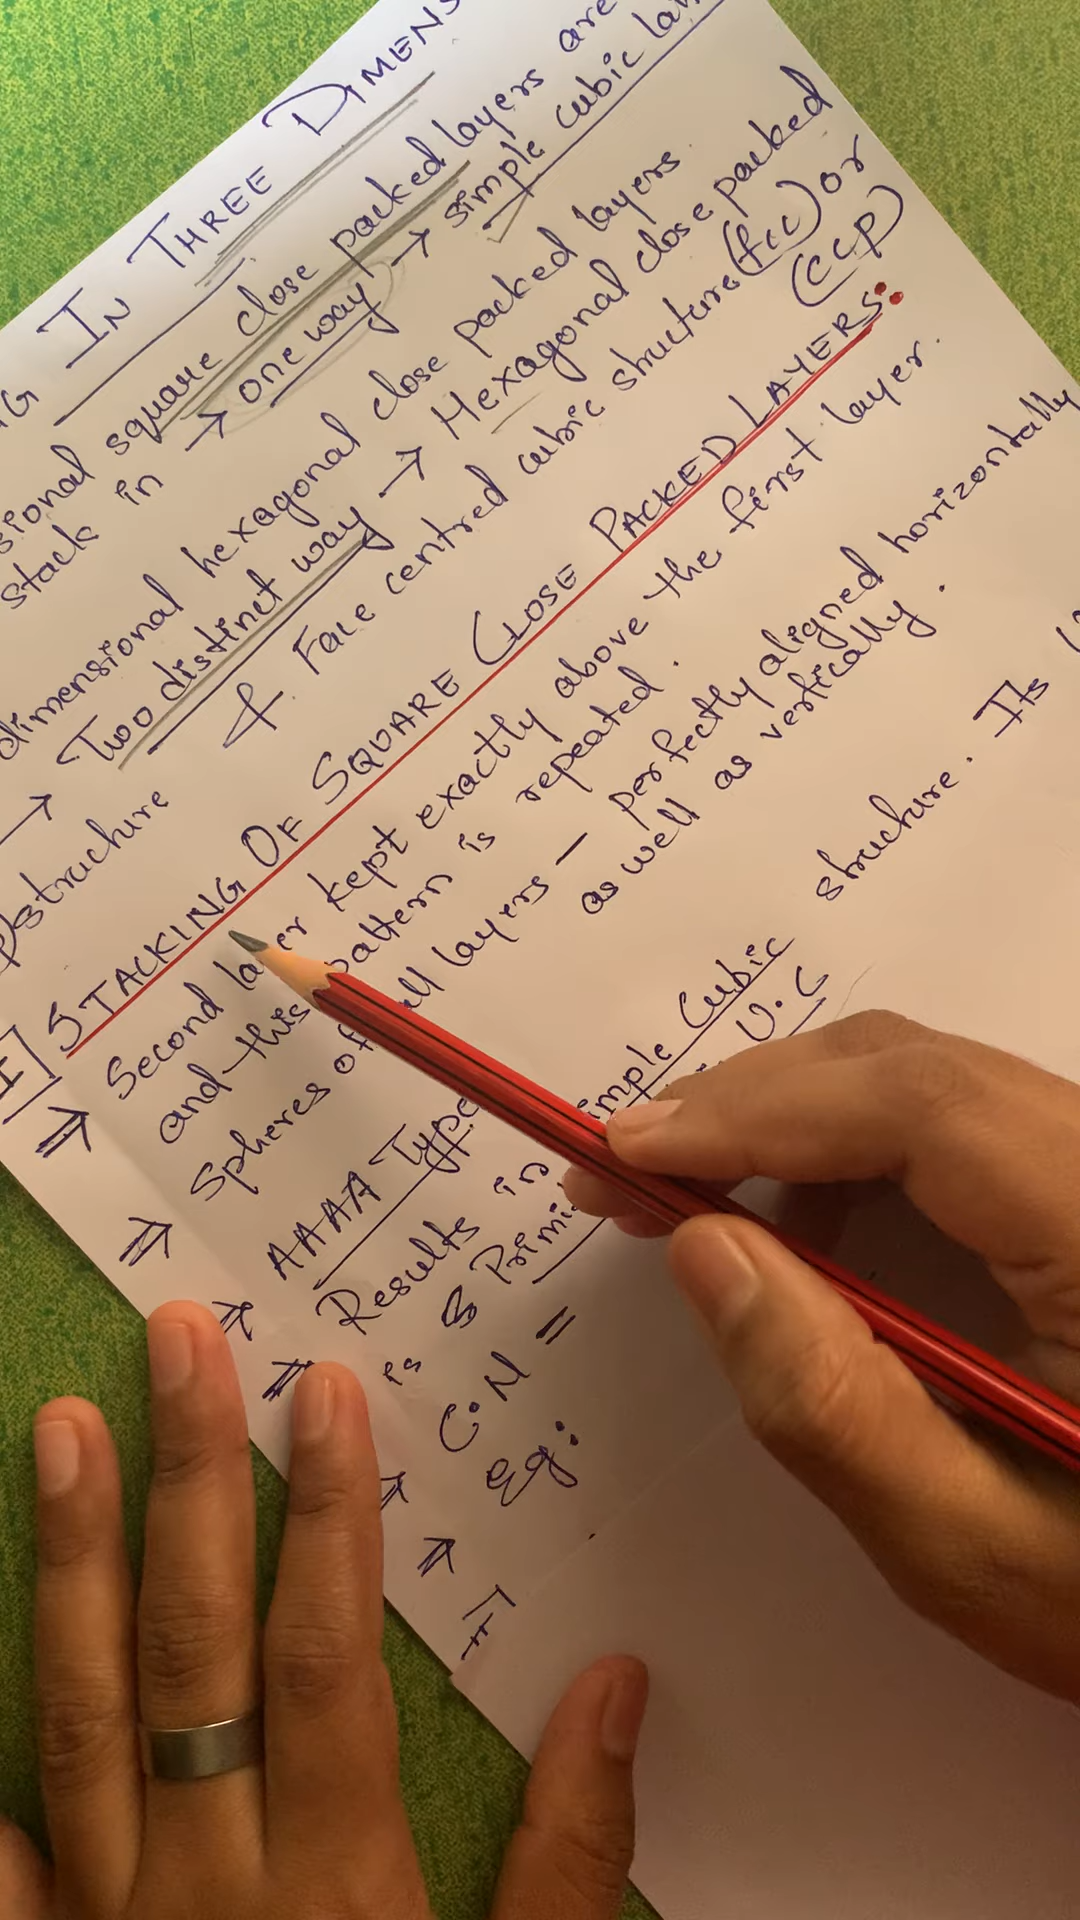 IN THREE DIMENS
sional square close packed layers are
stack in → one way → simple cubic
dimensional hexagonal close packed layers.
→ Two distinct way → Hexagonal close packed
structure & Face centred cubic structure (fcc) or
(CCP)
STACKING OF SQUARE CLOSE PACKED LAYERS:
⇒ Second kept exactly above the first layer.
and this pattern is repeated.
⇒ Spheres of all layers – perfectly aligned horizontally
as well as vertically.
⇒ AAAA Type
⇒ Results in simple cubic structure. Its
is 8 U.C
⇒ C.N =
⇒ Eg: